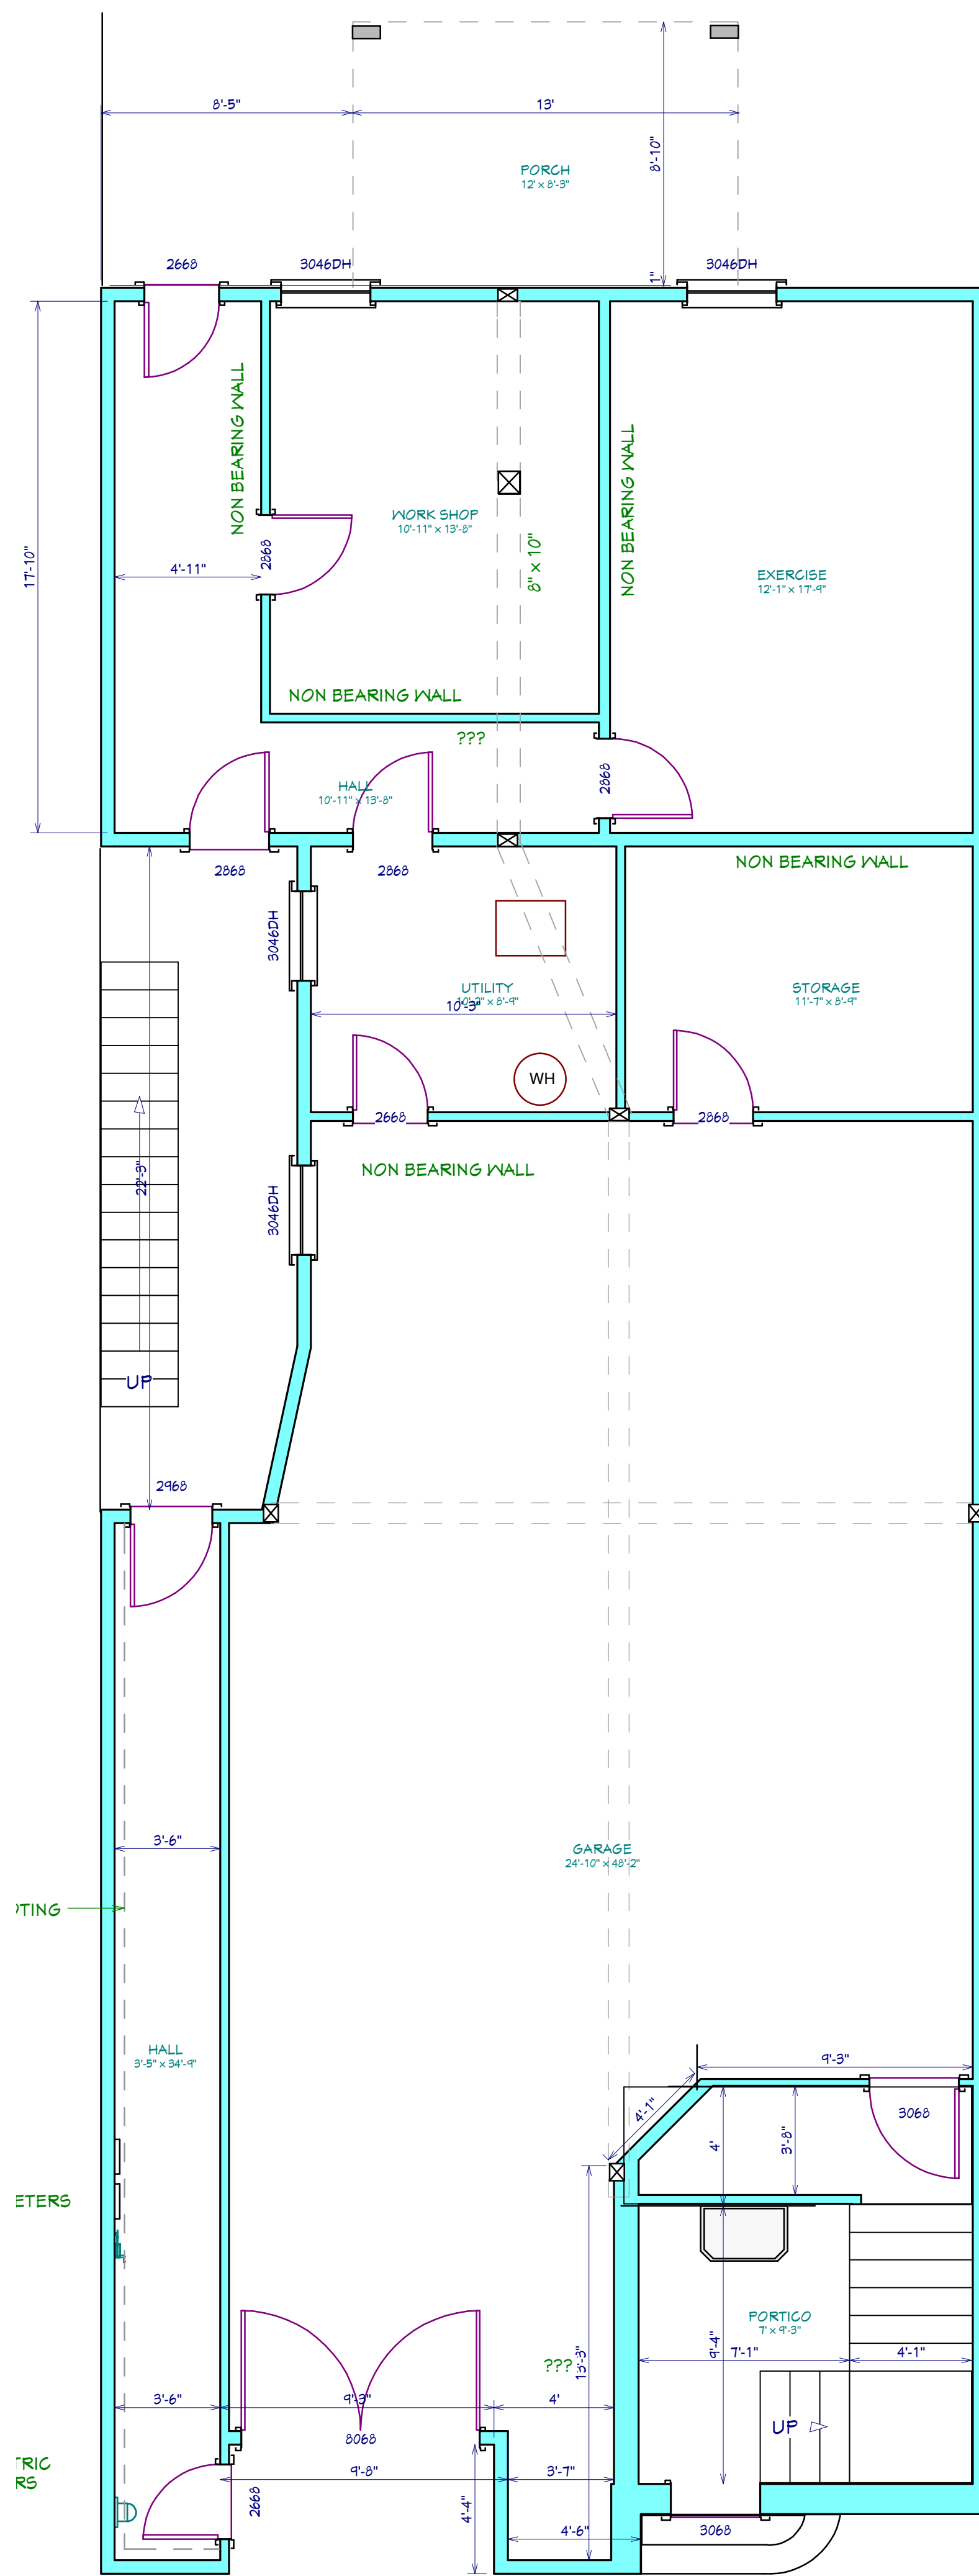 8'-5"
13'
8'-10"
PORCH
12' x 8'-3"
2668
3046DH
1"
3046DH
NON BEARING WALL
NON BEARING WALL
WORK SHOP
10'-11" x 13'-8"
8" x 10"
2868
17'-10"
4'-11"
EXERCISE
12'-1" x 17'-9"
NON BEARING WALL
???
2868
HALL
10'-11" x 13'-8"
2868
2868
NON BEARING WALL
3046DH
UTILITY
10'-3"
STORAGE
11'-7" x 8'-9"
WH
2668
2868
NON BEARING WALL
22'-3"
3046DH
UP
2968
3'-6"
GARAGE
24'-10" x 48'-2"
TING
HALL
3'-5" x 34'-9"
9'-3"
4'-1"
3068
4'
3'-8"
ETERS
PORTICO
7' x 9'-3"
9'-4"
7'-1"
4'-1"
???
13'-3"
3'-6"
9'-3"
4'
UP
8068
TRIC
RS
9'-8"
3'-7"
2668
4'-4"
4'-6"
3068